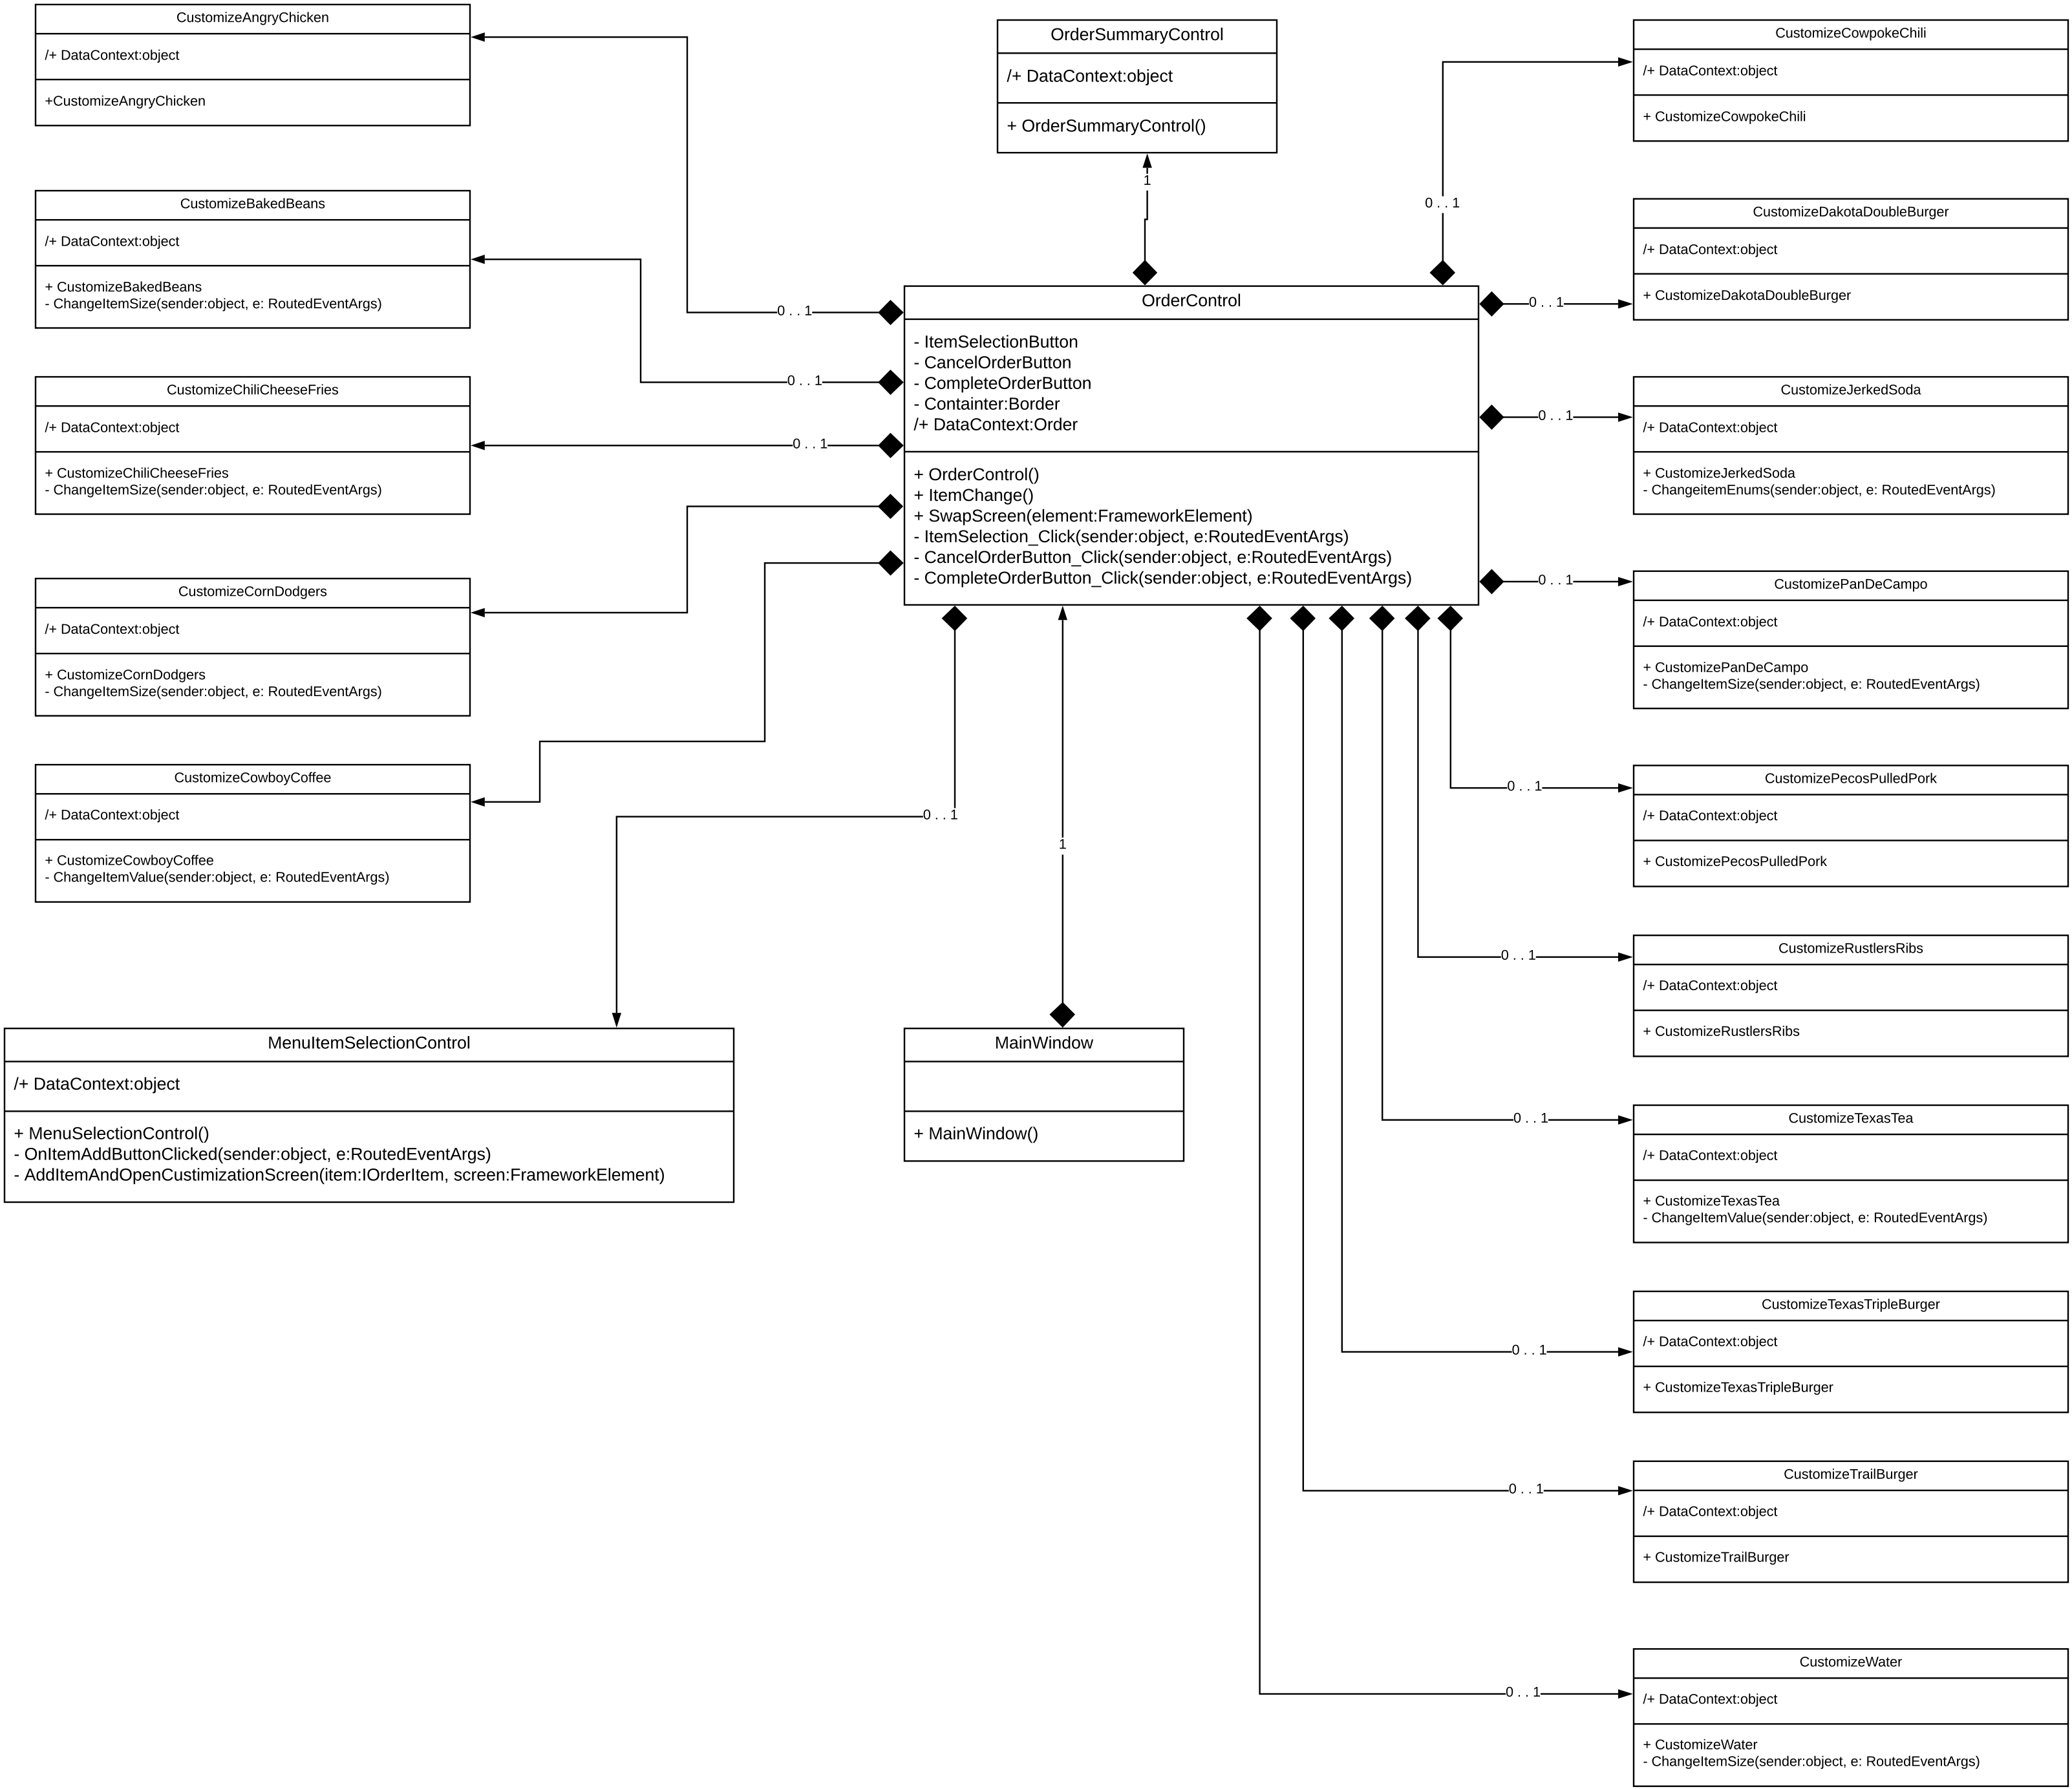 CustomizeAngryChicken
/+ DataContext:object
+CustomizeAngryChicken
CustomizeBakedBeans
/+ DataContext:object
+ CustomizeBakedBeans
- ChangeItemSize(sender:object, e: RoutedEventArgs)
CustomizeChiliCheeseFries
/+ DataContext:object
+ CustomizeChiliCheeseFries
- ChangeItemSize(sender:object, e: RoutedEventArgs)
CustomizeCornDodgers
/+ DataContext:object
+ CustomizeCornDodgers
- ChangeItemSize(sender:object, e: RoutedEventArgs)
CustomizeCowboyCoffee
/+ DataContext:object
+ CustomizeCowboyCoffee
- ChangeItemValue(sender:object, e: RoutedEventArgs)
MenuItemSelectionControl
/+ DataContext:object
+ MenuSelectionControl()
- OnItemAddButtonClicked(sender:object, e:RoutedEventArgs)
- AddItemAndOpenCustimizationScreen(item:IOrderItem, screen:FrameworkElement)
0 . . 1
0 . . 1
0 . . 1
0 . . 1
OrderSummaryControl
/+ DataContext:object
+ OrderSummaryControl()
1
OrderControl
- ItemSelectionButton
- CancelOrderButton
- CompleteOrderButton
- Containter:Border
/+ DataContext:Order
+ OrderControl()
+ ItemChange()
+ SwapScreen(element:FrameworkElement)
- ItemSelection_Click(sender:object, e:RoutedEventArgs)
- CancelOrderButton_Click(sender:object, e:RoutedEventArgs)
- CompleteOrderButton_Click(sender:object, e:RoutedEventArgs)
1
MainWindow
+ MainWindow()
0 . . 1
0 . . 1
0 . . 1
0 . . 1
0 . . 1
0 . . 1
0 . . 1
0 . . 1
0 . . 1
0 . . 1
CustomizeCowpokeChili
/+ DataContext:object
+ CustomizeCowpokeChili
CustomizeDakotaDoubleBurger
/+ DataContext:object
+ CustomizeDakotaDoubleBurger
CustomizeJerkedSoda
/+ DataContext:object
+ CustomizeJerkedSoda
- ChangeitemEnums(sender:object, e: RoutedEventArgs)
CustomizePanDeCampo
/+ DataContext:object
+ CustomizePanDeCampo
- ChangeItemSize(sender:object, e: RoutedEventArgs)
CustomizePecosPulledPork
/+ DataContext:object
+ CustomizePecosPulledPork
CustomizeRustlersRibs
/+ DataContext:object
+ CustomizeRustlersRibs
CustomizeTexasTea
/+ DataContext:object
+ CustomizeTexasTea
- ChangeItemValue(sender:object, e: RoutedEventArgs)
CustomizeTexasTripleBurger
/+ DataContext:object
+ CustomizeTexasTripleBurger
CustomizeTrailBurger
/+ DataContext:object
+ CustomizeTrailBurger
CustomizeWater
/+ DataContext:object
+ CustomizeWater
- ChangeItemSize(sender:object, e: RoutedEventArgs)